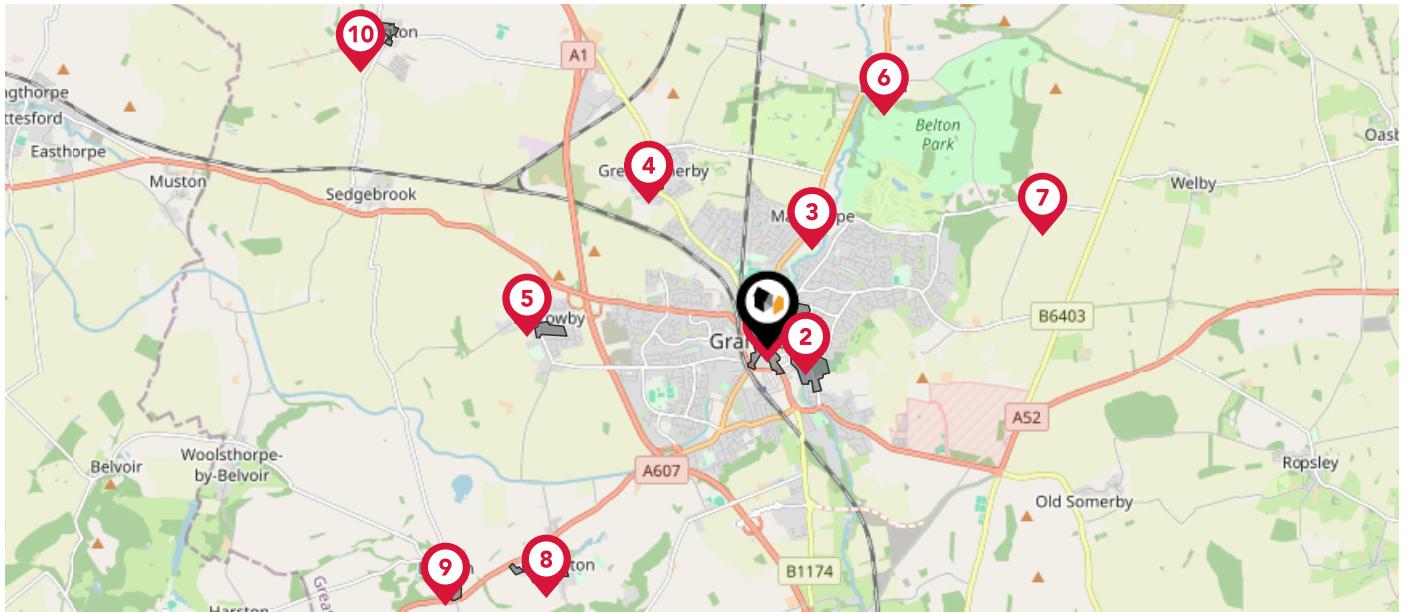 10
A1
6
Belton
Park
Easthorpe
Muston
Sedgebrook
4
7
Welby
3
5
2
B6403
A52
Belvoir
Woolsthorpe-
by-Belvoir
A607
Ropsley
Old Somerby
9
8
B1174
Harston